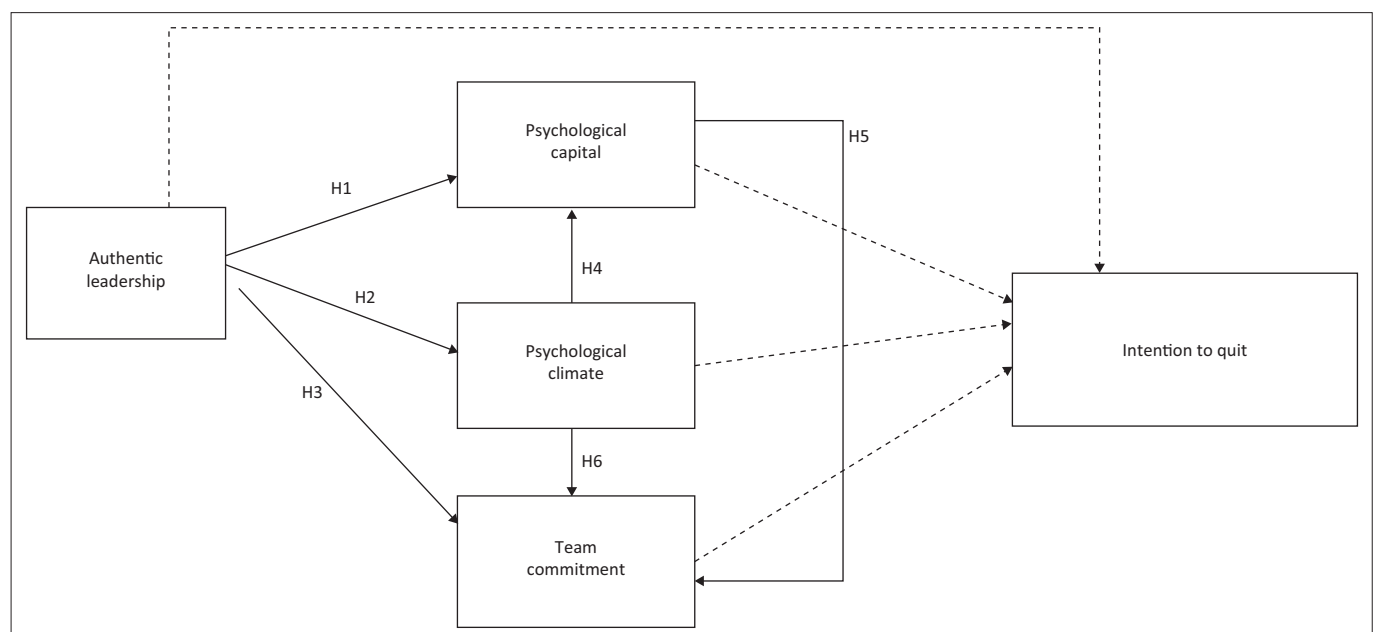 Psychological
capital
H5
H1
Authentic
leadership
H4
H2
Psychological
climate
Intention to quit
H3
H6
Team
commitment